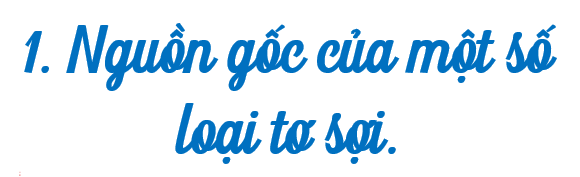 1. Nguồn gốc của một số
loại tơ sợi.